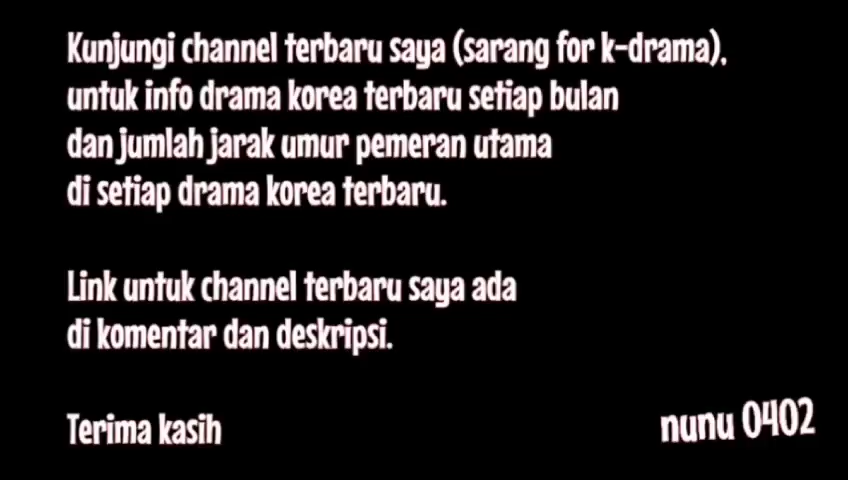 Kunjungi channel terbaru saya (sarang for k-drama),
untuk info drama korea terbaru setiap bulan
dan jumlah jarak umur pemeran utama
di setiap drama korea terbaru.
Link untuk channel terbaru saya ada
di komentar dan deskripsi.
Terima kasih
nunu 0402